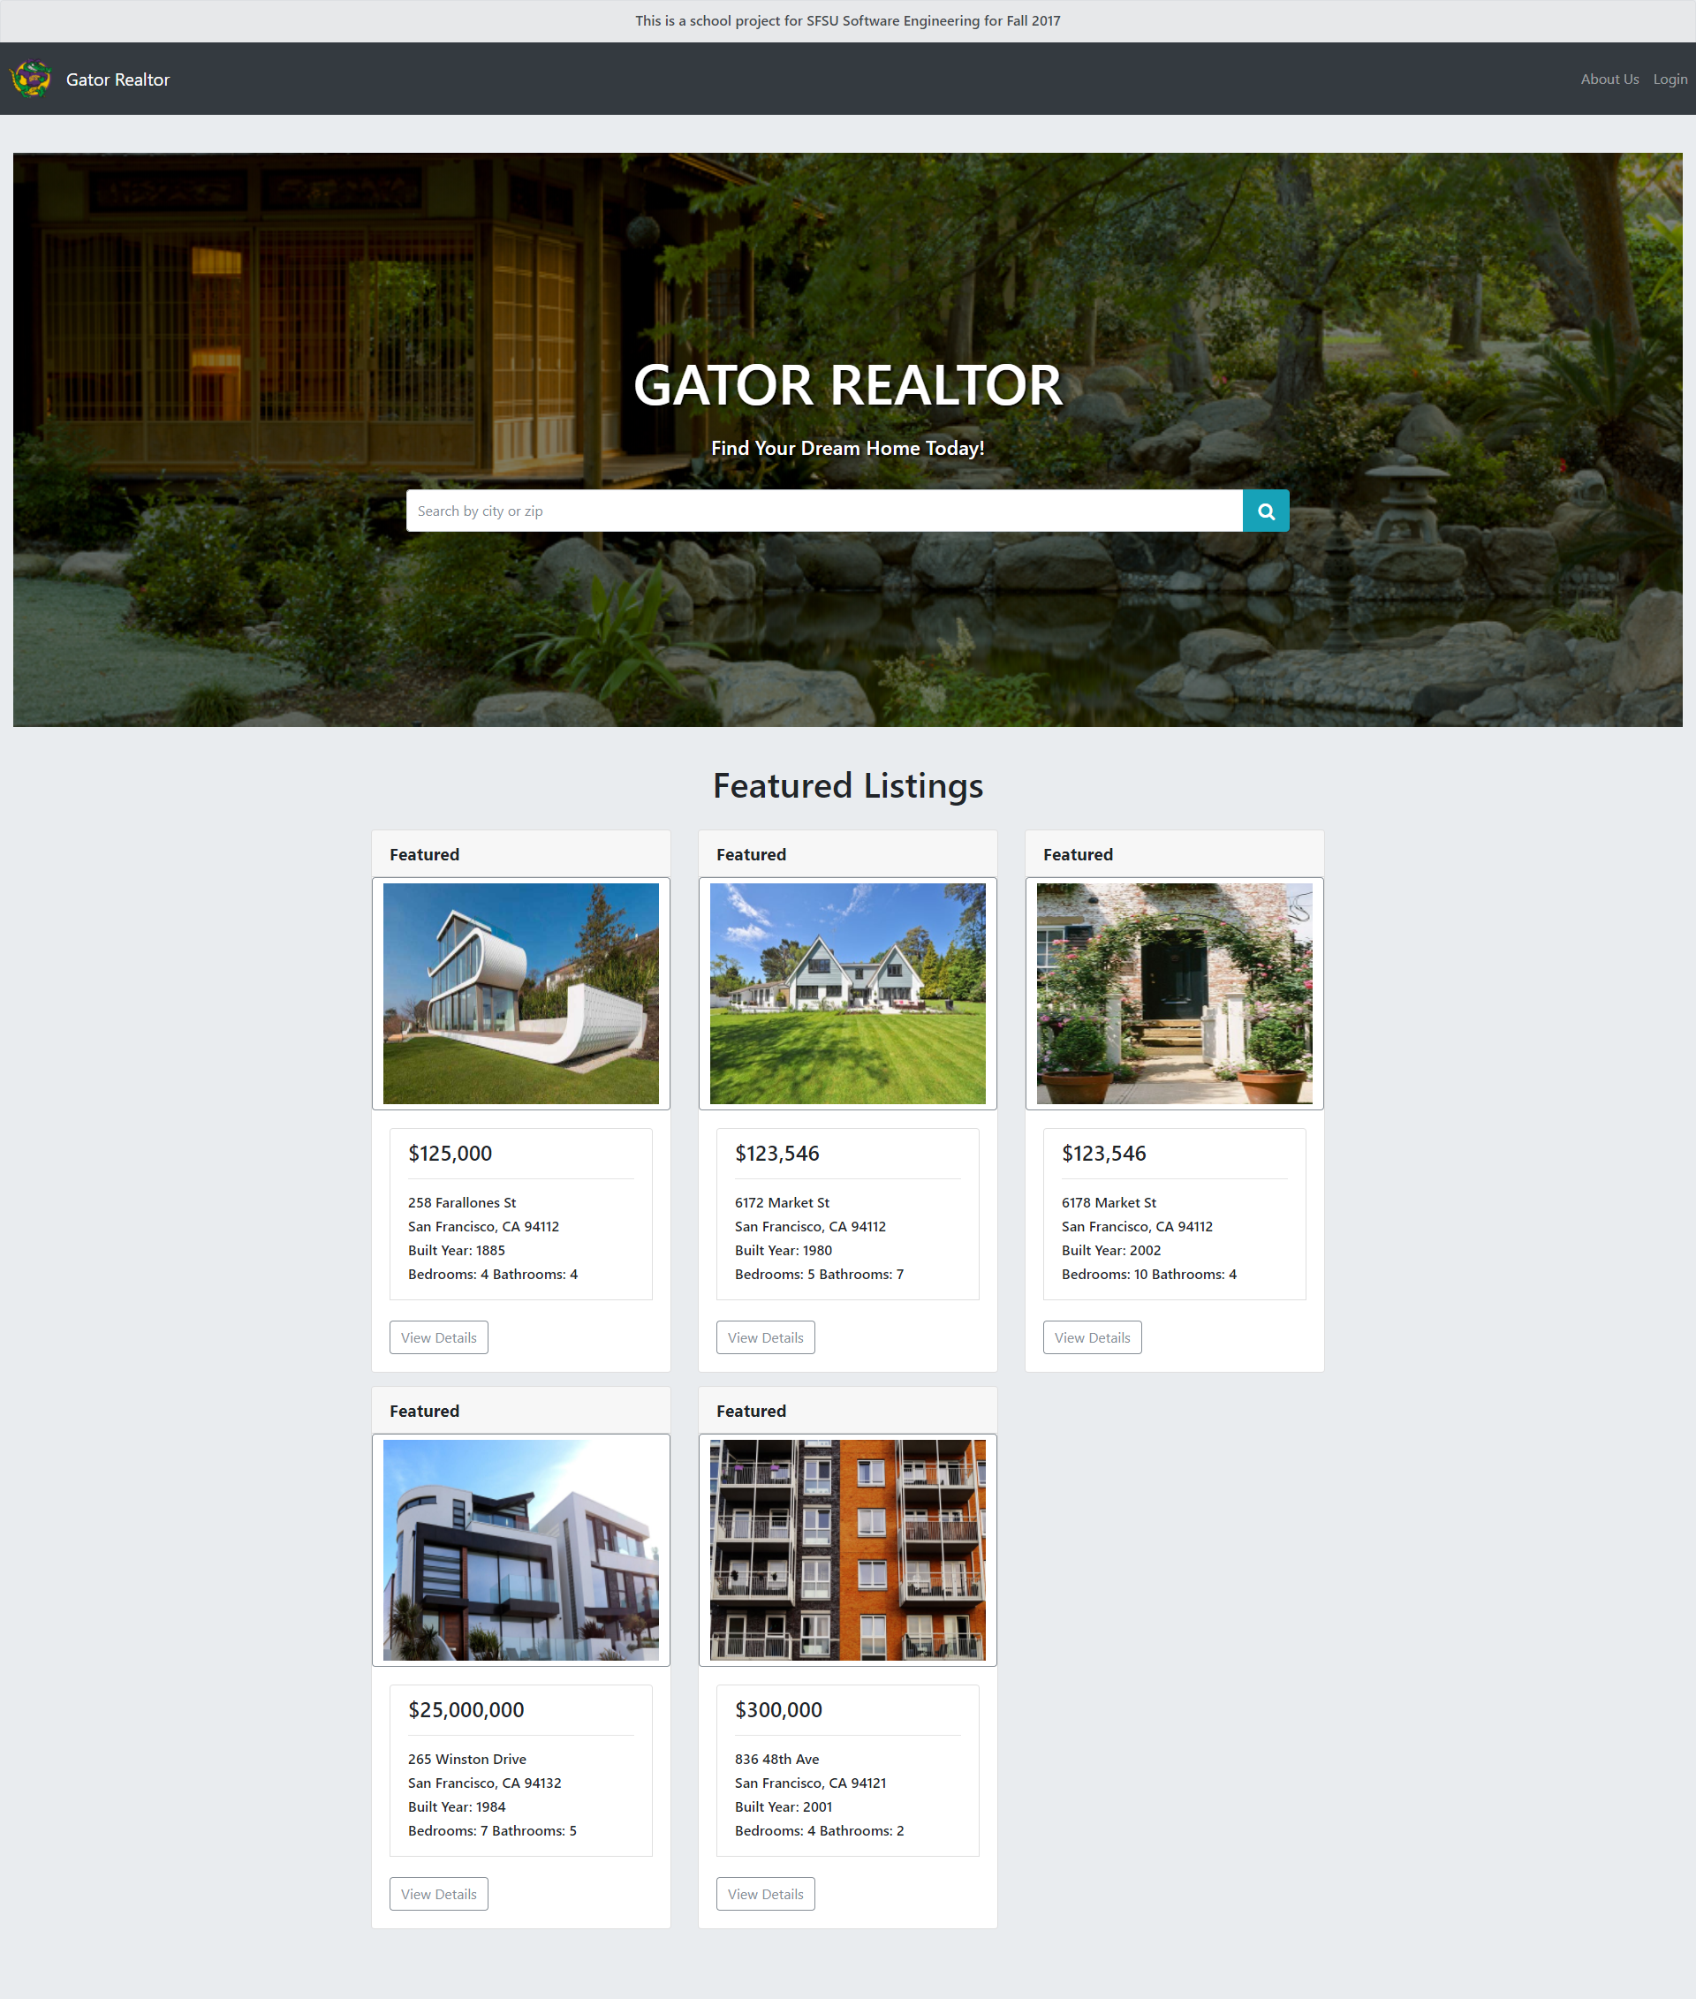 This is a school project for SFSU Software Engineering for Fall 2017
Gator Realtor
About Us
Login
GATOR REALTOR
Find Your Dream Home Today!
Search by city or zip
Featured Listings
Featured
$125,000
258 Farallones St
San Francisco, CA 94112
Built Year: 1885
Bedrooms: 4 Bathrooms: 4
View Details
Featured
$123,546
6172 Market St
San Francisco, CA 94112
Built Year: 1980
Bedrooms: 5 Bathrooms: 7
View Details
Featured
$123,546
6178 Market St
San Francisco, CA 94112
Built Year: 2002
Bedrooms: 10 Bathrooms: 4
View Details
Featured
$25,000,000
265 Winston Drive
San Francisco, CA 94132
Built Year: 1984
Bedrooms: 7 Bathrooms: 5
View Details
Featured
$300,000
836 48th Ave
San Francisco, CA 94121
Built Year: 2001
Bedrooms: 4 Bathrooms: 2
View Details